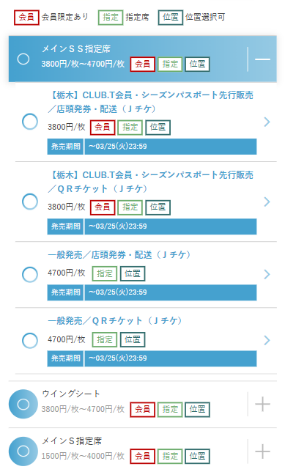 会員 会員限定あり 指定 指定席 位置 位置選択可
メインＳＳ指定席
3800円/枚〜4700円/枚 会員 指定 位置
【栃木】CLUB.T会員・シーズンパスポート先行販売
／店頭発券・配送（Ｊチケ）
3800円/枚 会員 指定 位置
発売期間 〜03/25(火)23:59
【栃木】CLUB.T会員・シーズンパスポート先行販売
／ＱＲチケット（Ｊチケ）
3800円/枚 会員 指定 位置
発売期間 〜03/25(火)23:59
一般発売／店頭発券・配送（Ｊチケ）
4700円/枚 指定 位置
発売期間 〜03/25(火)23:59
一般発売／ＱＲチケット（Ｊチケ）
4700円/枚 指定 位置
発売期間 〜03/25(火)23:59
ウイングシート
3800円/枚〜4700円/枚 会員 指定 位置
メインＳ指定席
1500円/枚〜4000円/枚 会員 指定 位置